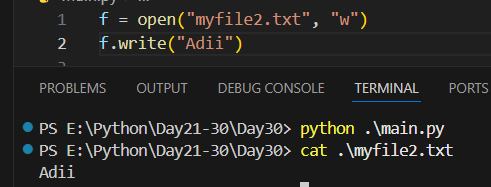 1 f = open("myfile2.txt", "w")
2 f.write("Adii")
PROBLEMS OUTPUT DEBUG CONSOLE TERMINAL PORTS
PS E:\Python\Day21-30\Day30> python .\main.py
PS E:\Python\Day21-30\Day30> cat .\myfile2.txt
Adii